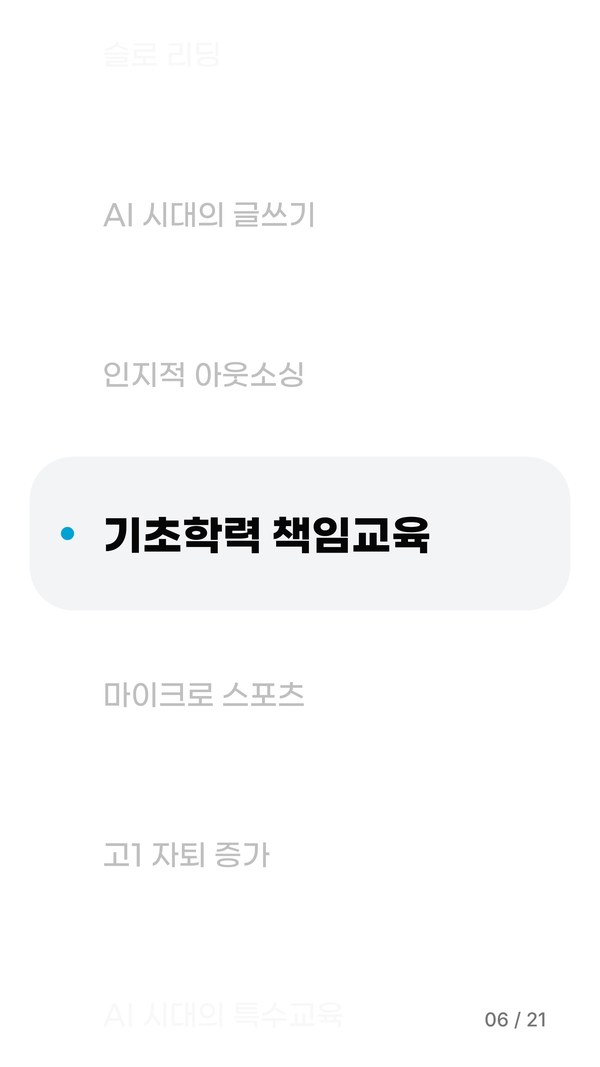 슬로 리딩
AI 시대의 글쓰기
인지적 아웃소싱
기초학력 책임교육
마이크로 스포츠
고1 자퇴 증가
AI 시대의 특수교육
06 / 21